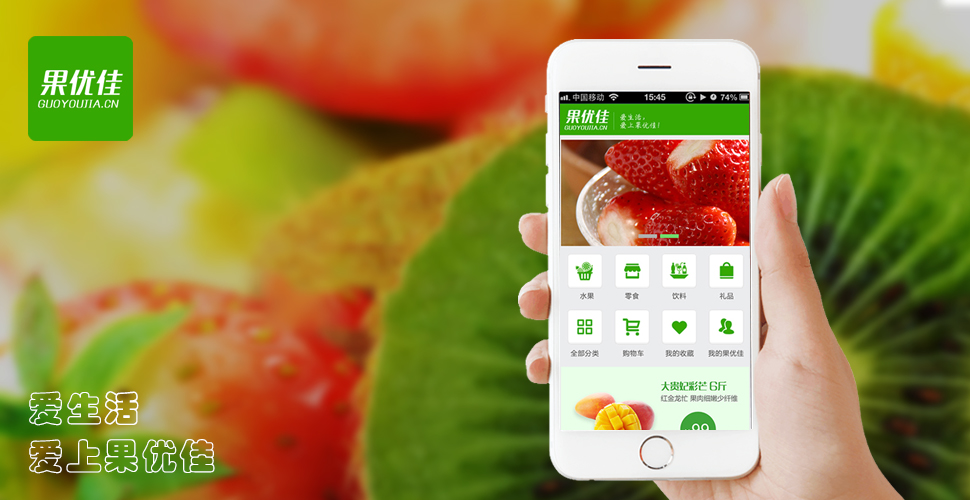 果优佳
GUOYOUJIA.CN
爱生活
爱上果优佳
中国移动
15:45
74%
果优佳
GUOYOUJIA.CN
爱生活，
爱上果优佳！
水果
零食
饮料
礼品
全部分类
购物车
我的收藏
我的果优佳
大贵妃彩芒 6斤
红金龙忙 果肉细嫩少纤维